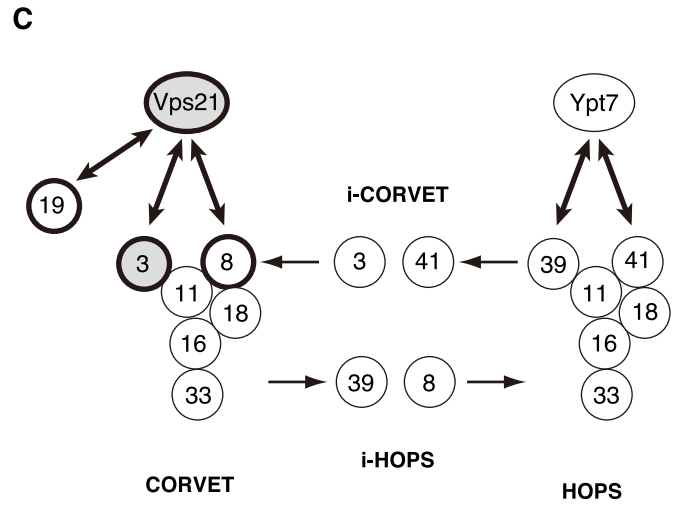 C
Vps21
Ypt7
19
i-CORVET
3 8 3 41 39 41
11 11
18 18
16 16
39 8
33 33
i-HOPS
CORVET
HOPS